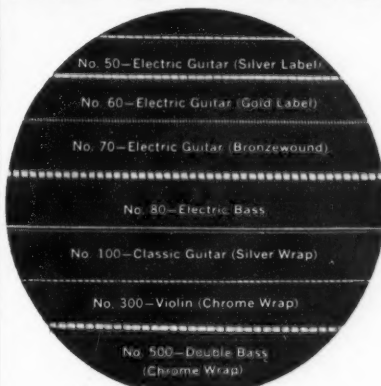 No. 50—Electric Guitar (Silver Label)
No. 60—Electric Guitar (Gold Label)
No. 70—Electric Guitar (Bronzewound)
No. 80—Electric Bass
No. 100—Classic Guitar (Silver Wrap)
No. 300—Violin (Chrome Wrap)
No. 500—Double Bass
(Chrome Wrap)